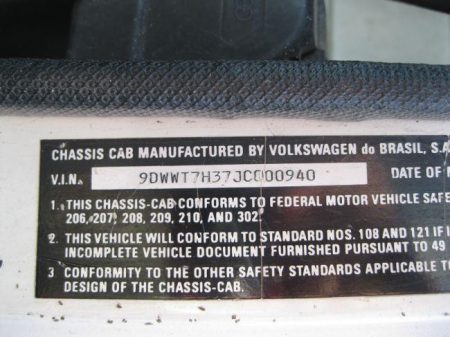 CHASSIS CAB MANUFACTURED BY VOLKSWAGEN do BRASIL, S.A
V.I.N. 9DWWT7H37JC000940 DATE OF M
1. THIS CHASSIS-CAB CONFORMS TO FEDERAL MOTOR VEHICLE SAFE
206, 207, 208, 209, 210, AND 302
2. THIS VEHICLE WILL CONFORM TO STANDARD NOS. 108 AND 121 IF I
INCOMPLETE VEHICLE DOCUMENT FURNISHED PURSUANT TO 49
3 CONFORMITY TO THE OTHER SAFETY STANDARDS APPLICABLE T
DESIGN OF THE CHASSIS-CAB.